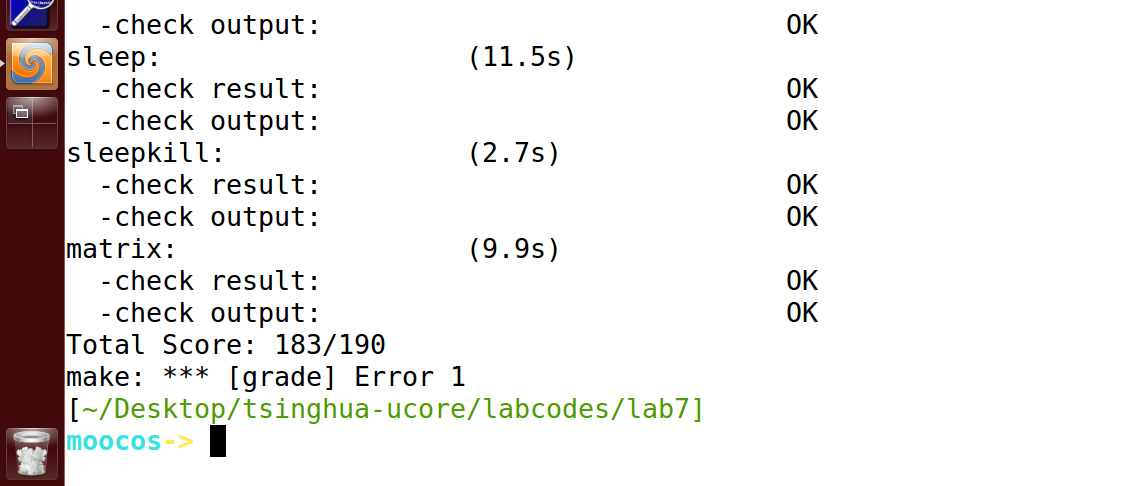 -check output:                             OK
sleep:                   (11.5s)
  -check result:                             OK
  -check output:                             OK
sleepkill:               (2.7s)
  -check result:                             OK
  -check output:                             OK
matrix:                  (9.9s)
  -check result:                             OK
  -check output:                             OK
Total Score: 183/190
make: *** [grade] Error 1
[~/Desktop/tsinghua-ucore/labcodes/lab7]
moocos->